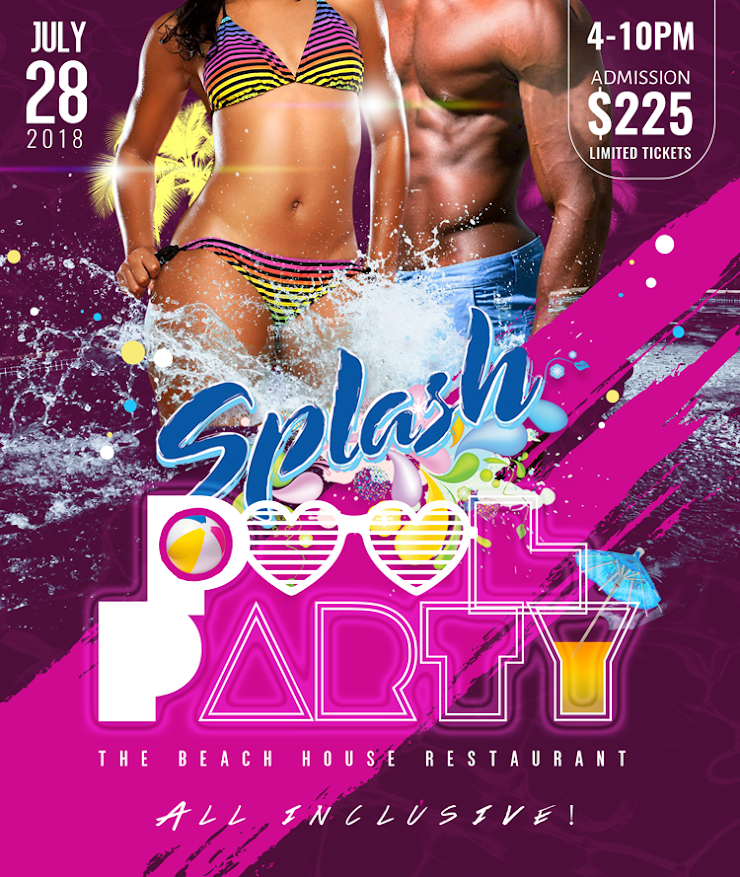 JULY
28
2018
4-10PM
ADMISSION
$225
LIMITED TICKETS
Splash
POOL
PARTY
THE BEACH HOUSE RESTAURANT
ALL INCLUSIVE!